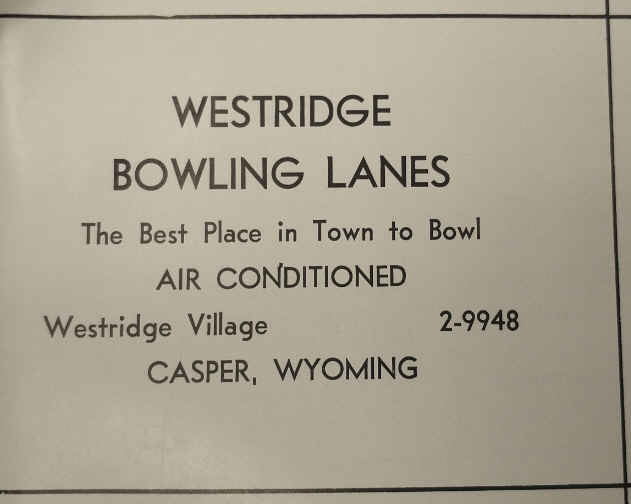 WESTRIDGE
BOWLING LANES
The Best Place in Town to Bowl
AIR CONDITIONED
Westridge Village 2-9948
CASPER, WYOMING